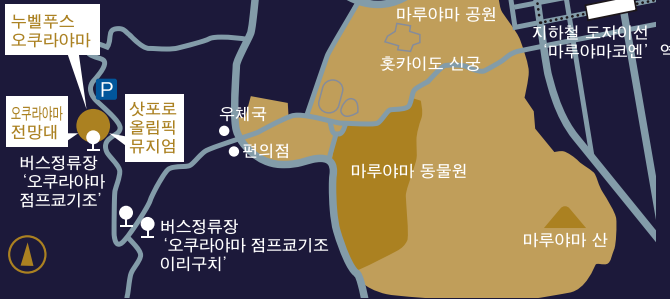 누벨푸스
오쿠라야마
P
오쿠라야마
전망대
삿포로
올림픽
뮤지엄
버스정류장
‘오쿠라야마
점프쿄기조’
우체국
편의점
버스정류장
‘오쿠라야마 점프쿄기조
이리구치’
마루야마 공원
홋카이도 신궁
지하철 도자이선
‘마루야마코엔’ 역
마루야마 동물원
마루야마 산